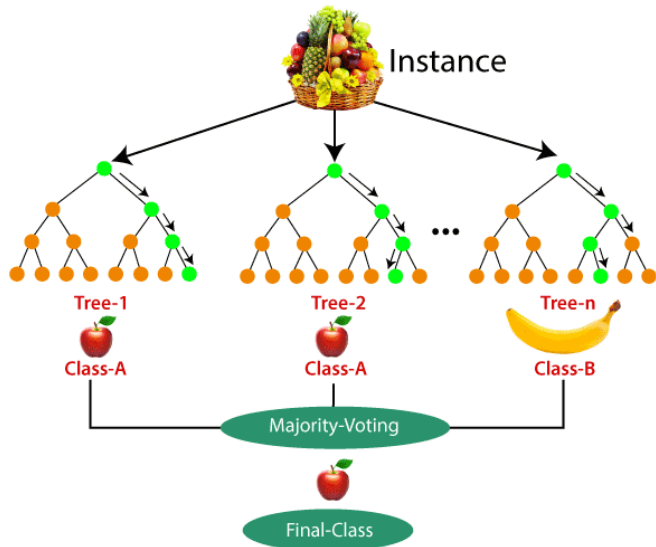 Instance
...
Tree-1
Tree-2
Tree-n
Class-A
Class-A
Class-B
Majority-Voting
Final-Class